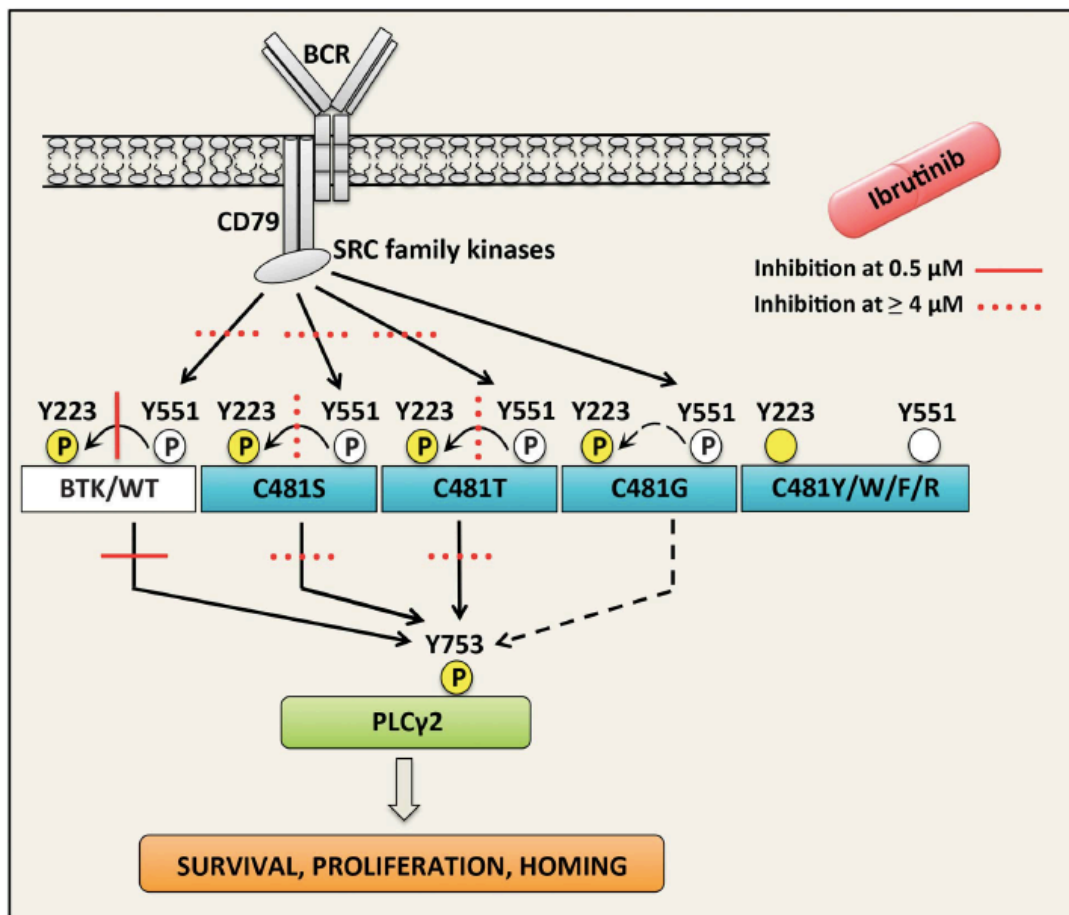 BCR
CD79
SRC family kinases
Ibrutinib
Inhibition at 0.5 µM
Inhibition at ≥ 4 µM
Y223 Y551 Y223 Y551 Y223 Y551 Y223 Y551 Y223 Y551
P P P P P P P P
BTK/WT C481S C481T C481G C481Y/W/F/R
Y753
P
PLCγ2
SURVIVAL, PROLIFERATION, HOMING